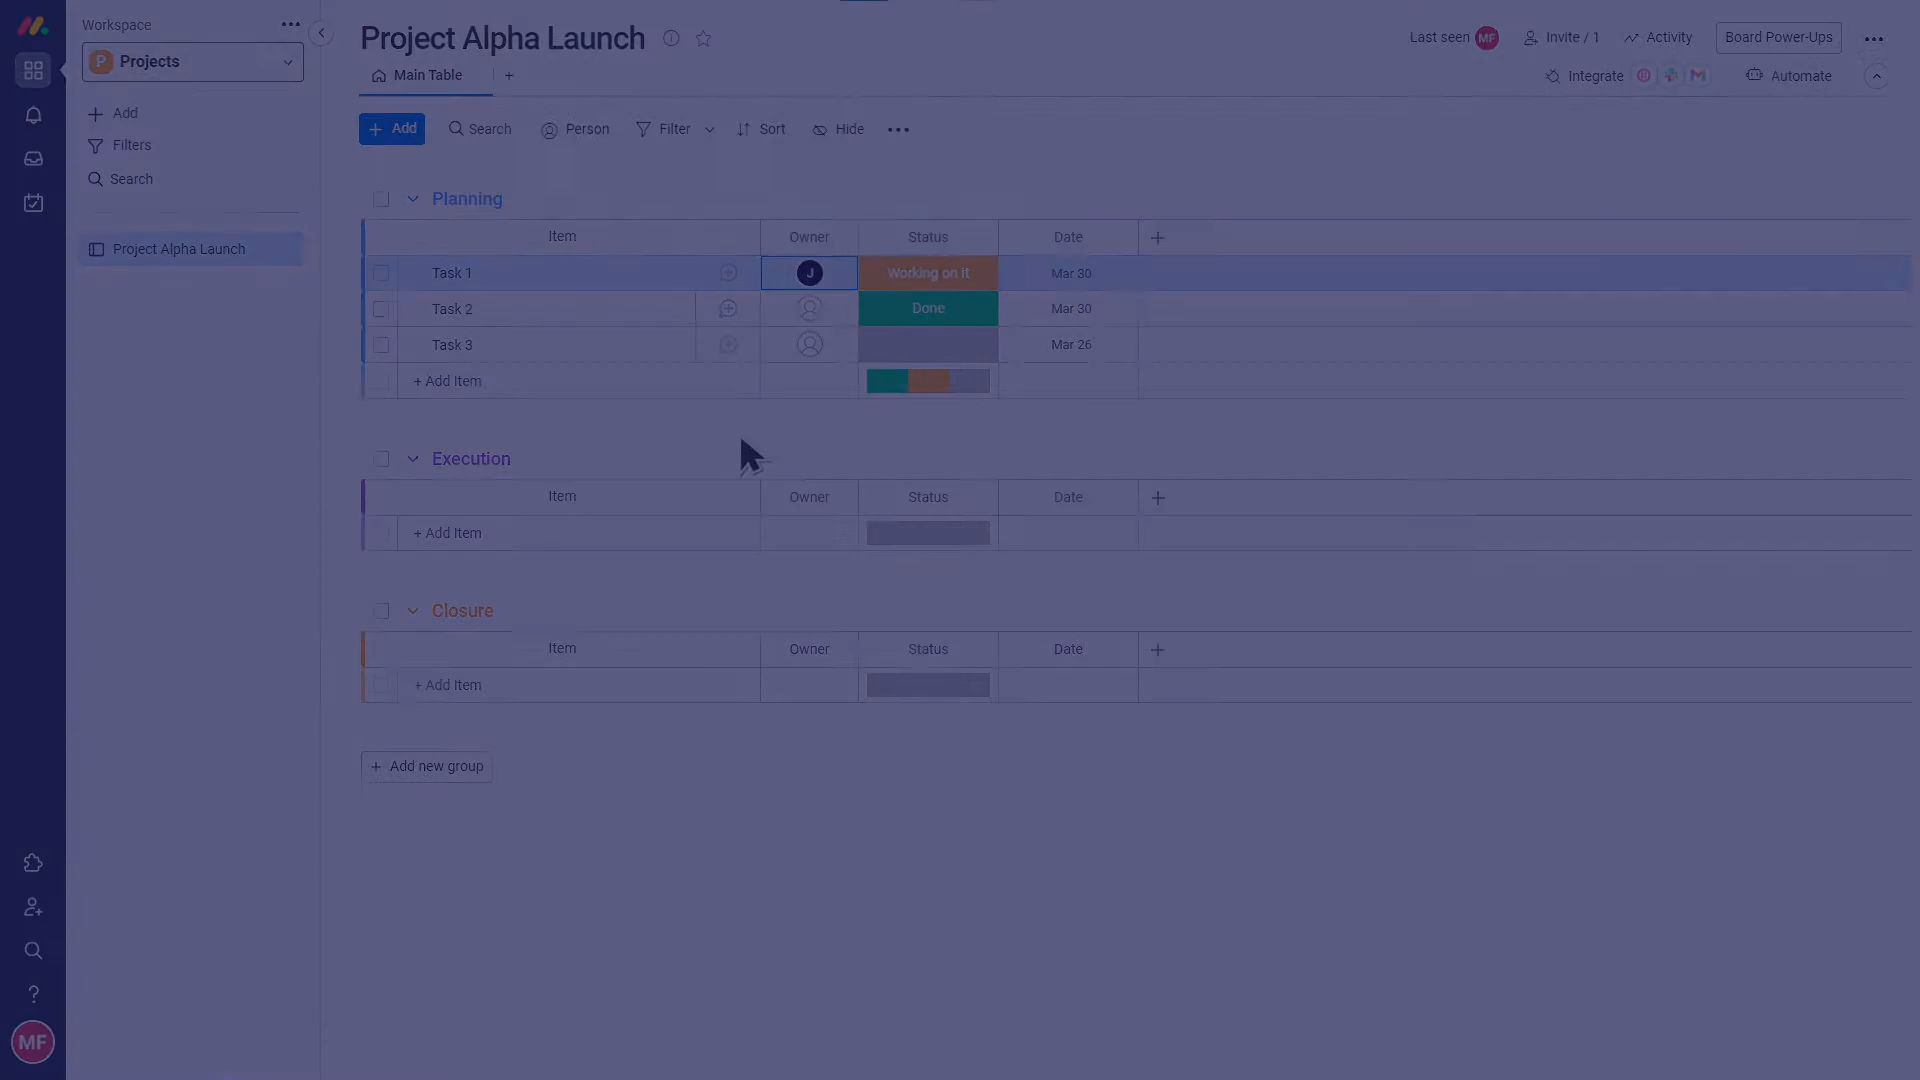 Workspace
P Projects
Add
Filters
Search
Project Alpha Launch
MF
Project Alpha Launch
Last seen MF
Invite / 1
Activity
Board Power-Ups
Main Table
Integrate
Automate
Add
Search
Person
Filter
Sort
Hide
Planning
Item Owner Status Date
Task 1 J Working on it Mar 30
Task 2 Done Mar 30
Task 3 Mar 26
+ Add Item
Execution
Item Owner Status Date
+ Add Item
Closure
Item Owner Status Date
+ Add Item
+ Add new group